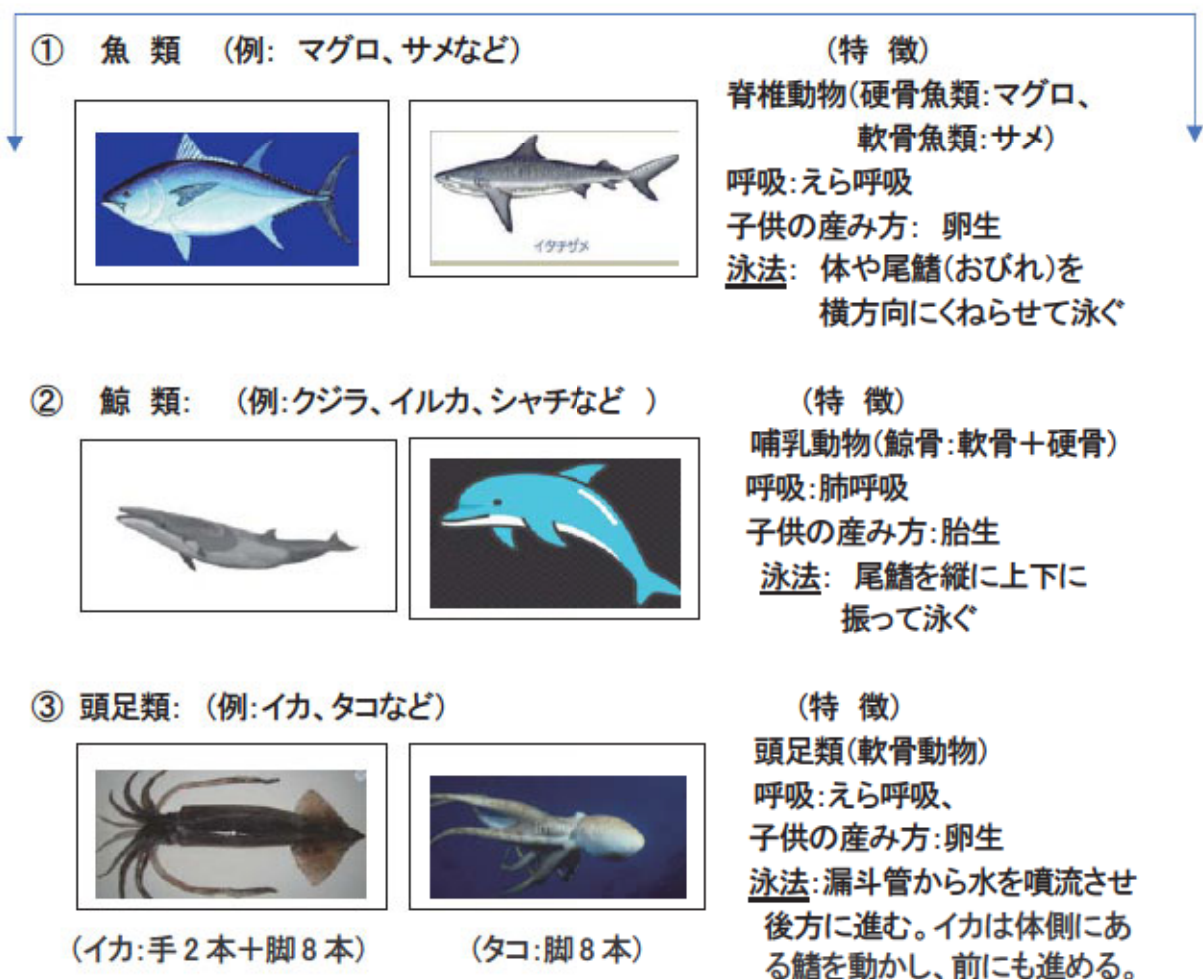 ① 魚 類 (例: マグロ、サメなど)
(特 徴)
脊椎動物(硬骨魚類:マグロ、
軟骨魚類:サメ)
呼吸:えら呼吸
子供の産み方: 卵生
泳法: 体や尾鰭(おびれ)を
横方向にくねらせて泳ぐ
イタチザメ
② 鯨 類: (例:クジラ、イルカ、シャチなど )
(特 徴)
哺乳動物(鯨骨:軟骨+硬骨)
呼吸:肺呼吸
子供の産み方:胎生
泳法: 尾鰭を縦に上下に
振って泳ぐ
③ 頭足類: (例:イカ、タコなど)
(特 徴)
頭足類(軟骨動物)
呼吸:えら呼吸、
子供の産み方:卵生
泳法:漏斗管から水を噴流させ
後方に進む。イカは体側にあ
る鰭を動かし、前にも進める。
(イカ:手2本+脚8本)
(タコ:脚8本)